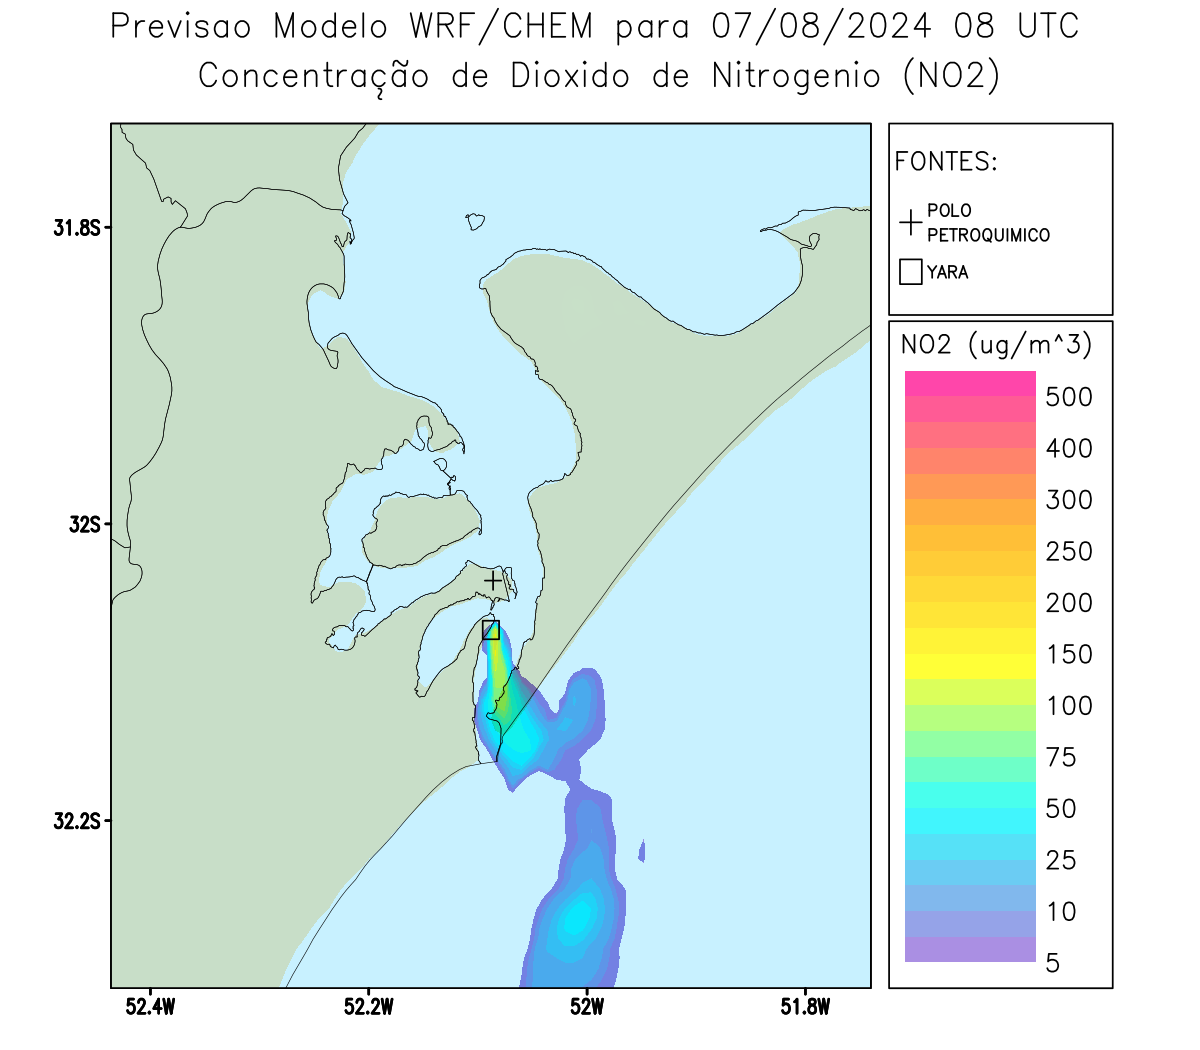 Previsao Modelo WRF/CHEM para 07/08/2024 08 UTC
Concentração de Dioxido de Nitrogenio (NO2)
FONTES:
POLO
PETROQUIMICO
YARA
NO2 (ug/m^3)
500
400
300
250
200
150
100
75
50
25
10
5
31.8S
32S
32.2S
52.4W
52.2W
52W
51.8W